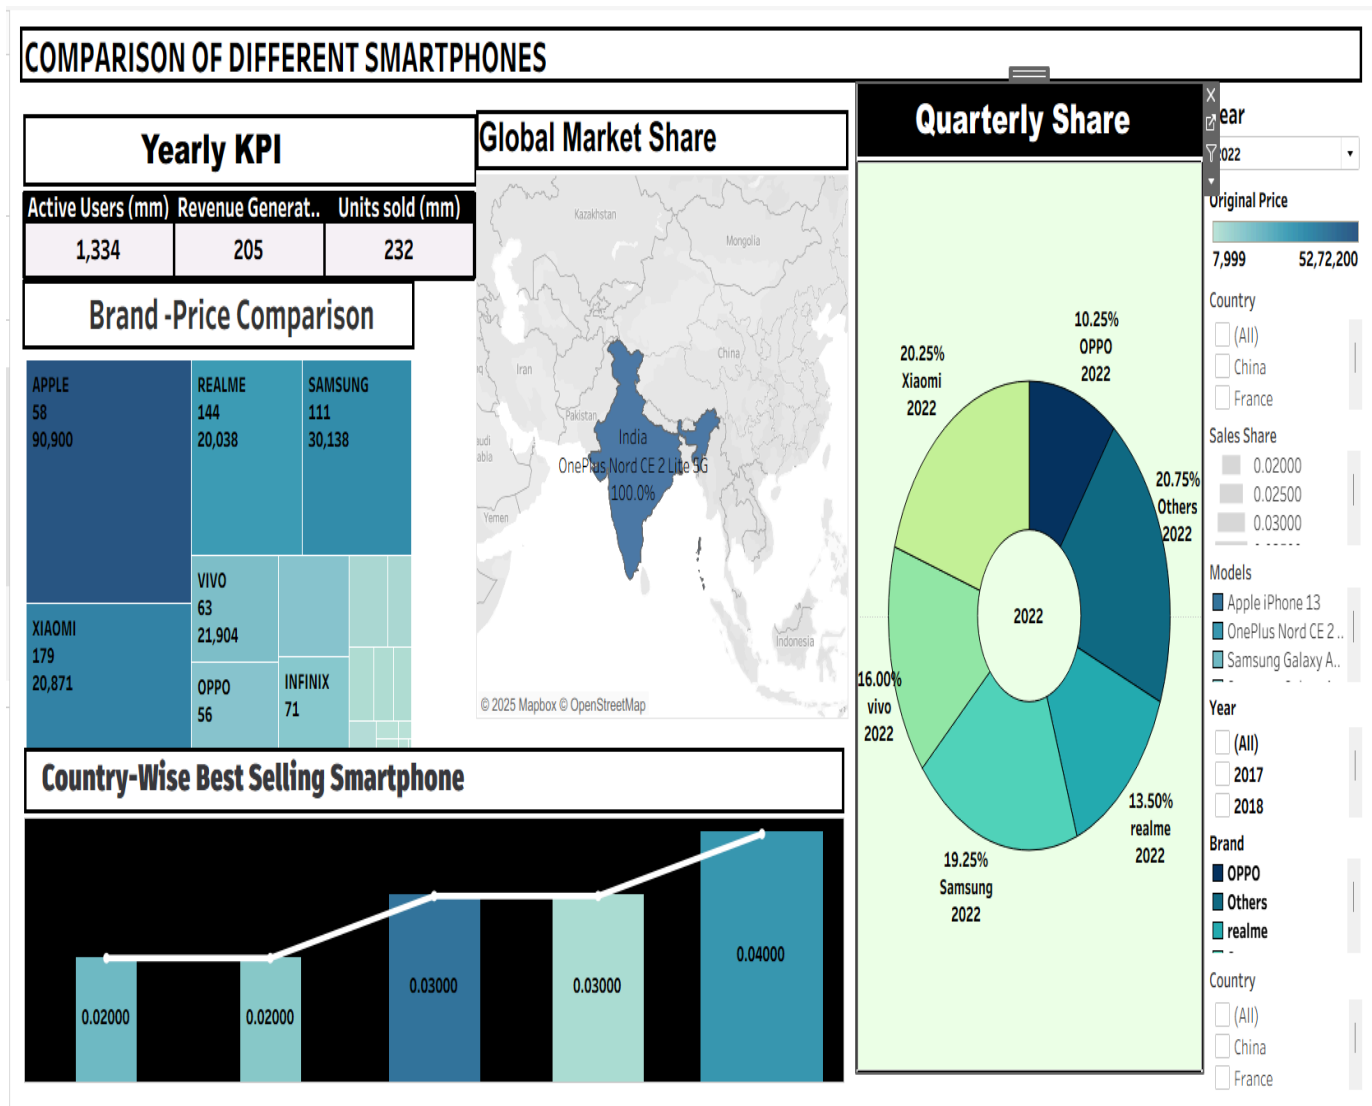 COMPARISON OF DIFFERENT SMARTPHONES
Yearly KPI
Active Users (mm) Revenue Generat.. Units sold (mm)
1,334 205 232
Brand -Price Comparison
APPLE
58
90,900
REALME
144
20,038
SAMSUNG
111
30,138
XIAOMI
179
20,871
VIVO
63
21,904
OPPO
56
INFINIX
71
Global Market Share
Kazakhstan
Mongolia
China
Iran
Pakistan
India
OnePlus Nord CE 2 Lite 5G
100.0%
Yemen
Indonesia
© 2025 Mapbox © OpenStreetMap
Country-Wise Best Selling Smartphone
0.02000
0.02000
0.03000
0.03000
0.04000
Quarterly Share
10.25%
OPPO
2022
20.25%
Xiaomi
2022
20.75%
Others
2022
2022
16.00%
vivo
2022
13.50%
realme
2022
19.25%
Samsung
2022
ear
2022
Original Price
7,999 52,72,200
Country
(All)
China
France
Sales Share
0.02000
0.02500
0.03000
Models
Apple iPhone 13
OnePlus Nord CE 2 ..
Samsung Galaxy A..
Year
(All)
2017
2018
Brand
OPPO
Others
realme
Country
(All)
China
France